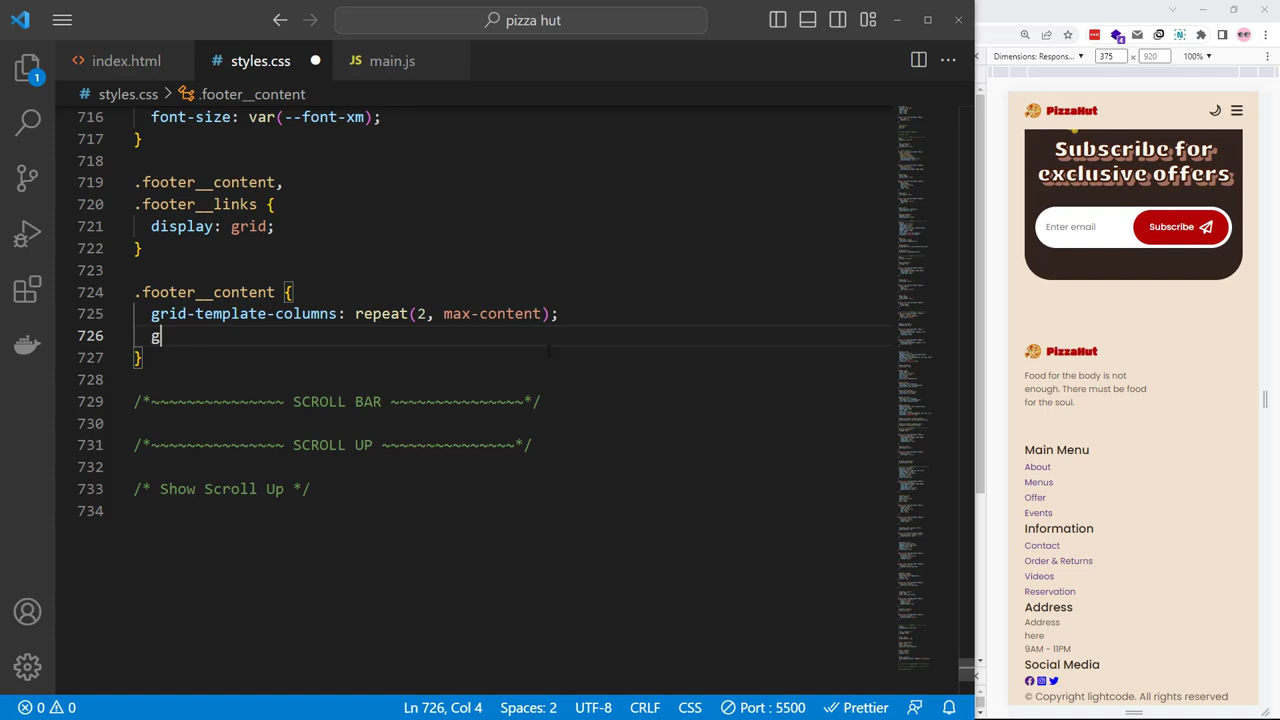 pizza hut
index.html
styles.css
main.js
styles.css > .footer__content
716 font-size: var(--font-sm);
717 }
718
719 .footer__content,
720 .footer__links {
721 display: grid;
722 }
723
724 .footer__content {
725 grid-template-columns: repeat(2, max-content);
726 g
727 }
728
729 /*~~~~~~~~~~~~~~~ SCROLL BAR ~~~~~~~~~~~~~~~*/
730
731 /*~~~~~~~~~~~~~~~ SCROLL UP ~~~~~~~~~~~~~~~*/
732
733 /* Show Scroll Up */
734
1
0 0
Ln 726, Col 4
Spaces: 2
UTF-8
CRLF
CSS
Port : 5500
Prettier
Dimensions: Respons...
375 × 920
100%
PizzaHut
Subscribe for
exclusive offers
Enter email
Subscribe
PizzaHut
Food for the body is not
enough. There must be food
for the soul.
Main Menu
About
Menus
Offer
Events
Information
Contact
Order & Returns
Videos
Reservation
Address
Address
here
9AM - 11PM
Social Media
© Copyright lightcode. All rights reserved